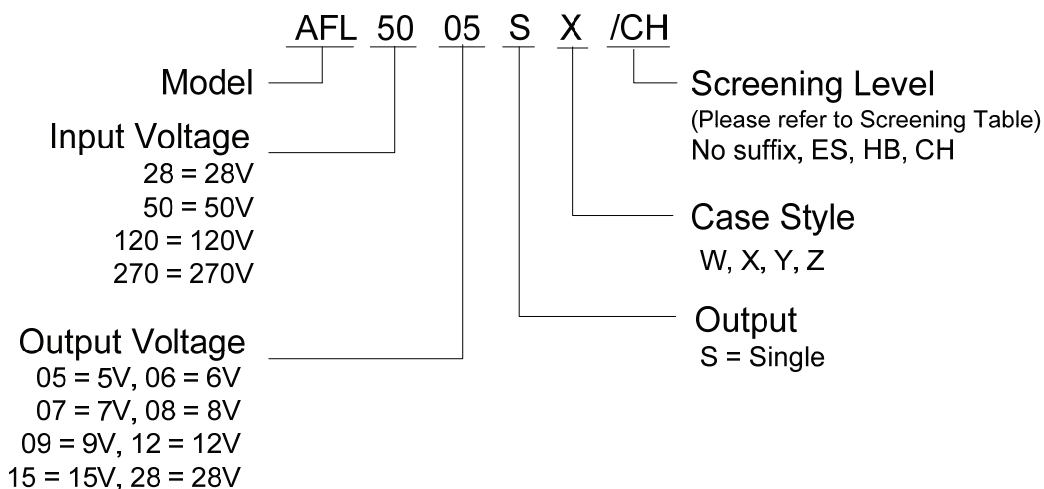 AFL 50 05 S X /CH
Model
Input Voltage
28 = 28V
50 = 50V
120 = 120V
270 = 270V
Output Voltage
05 = 5V, 06 = 6V
07 = 7V, 08 = 8V
09 = 9V, 12 = 12V
15 = 15V, 28 = 28V
Screening Level
(Please refer to Screening Table)
No suffix, ES, HB, CH
Case Style
W, X, Y, Z
Output
S = Single